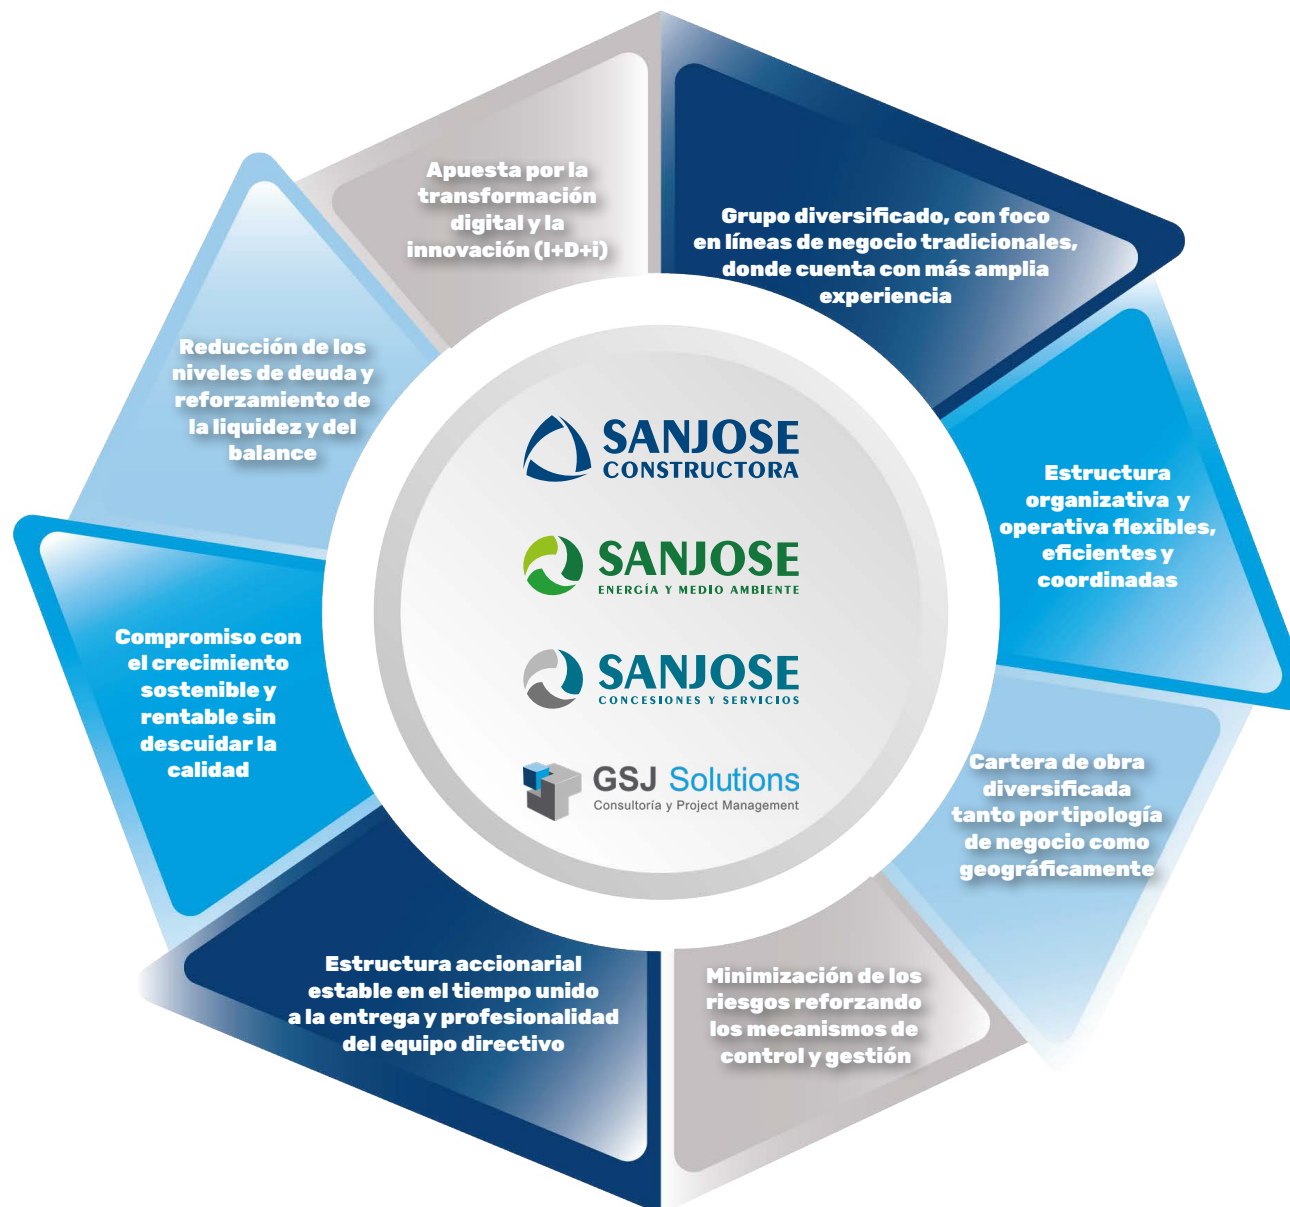 Apuesta por la
transformación
digital y la
innovación (I+D+i)
Grupo diversificado, con foco
en líneas de negocio tradicionales,
donde cuenta con más amplia
experiencia
Reducción de los
niveles de deuda y
reforzamiento de
la liquidez y del
balance
Estructura
organizativa y
operativa flexibles,
eficientes y
coordinadas
SANJOSE
CONSTRUCTORA
SANJOSE
ENERGÍA Y MEDIO AMBIENTE
SANJOSE
CONCESIONES Y SERVICIOS
GSJ Solutions
Consultoría y Project Management
Compromiso con
el crecimiento
sostenible y
rentable sin
descuidar la
calidad
Cartera de obra
diversificada
tanto por tipología
de negocio como
geográficamente
Estructura accionarial
estable en el tiempo unido
a la entrega y profesionalidad
del equipo directivo
Minimización de los
riesgos reforzando
los mecanismos de
control y gestión